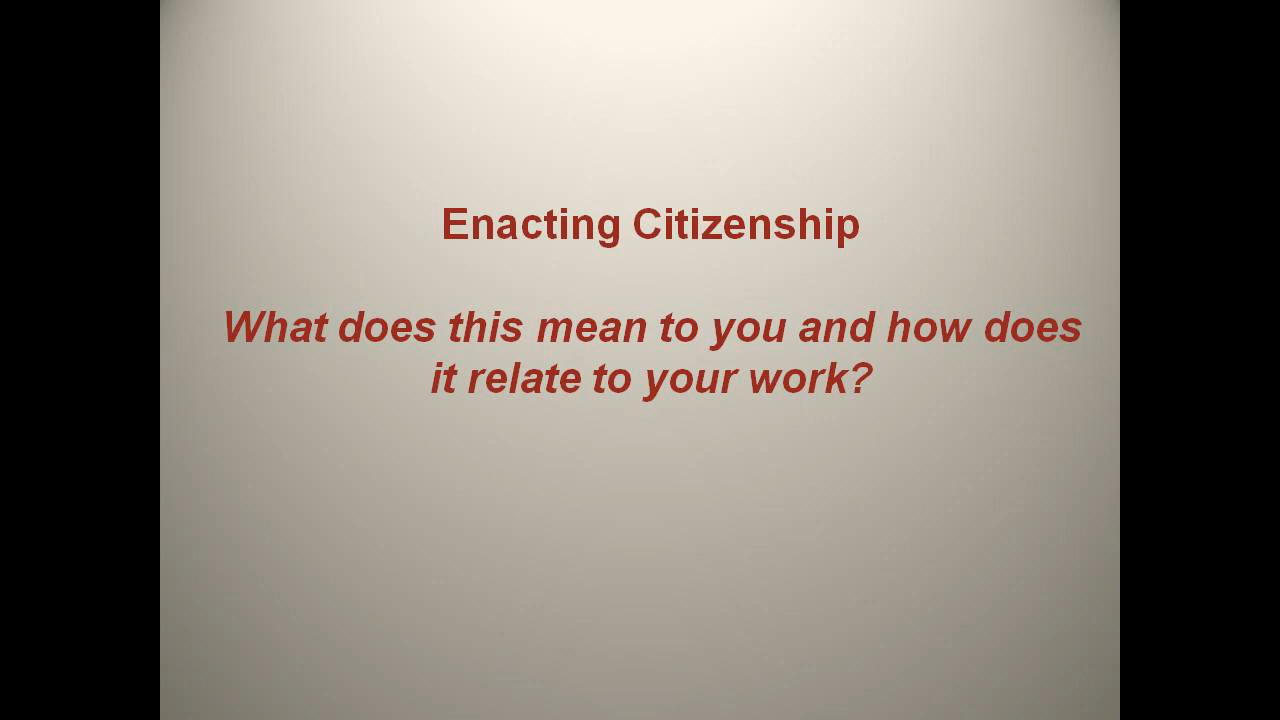 Enacting Citizenship
What does this mean to you and how does
it relate to your work?